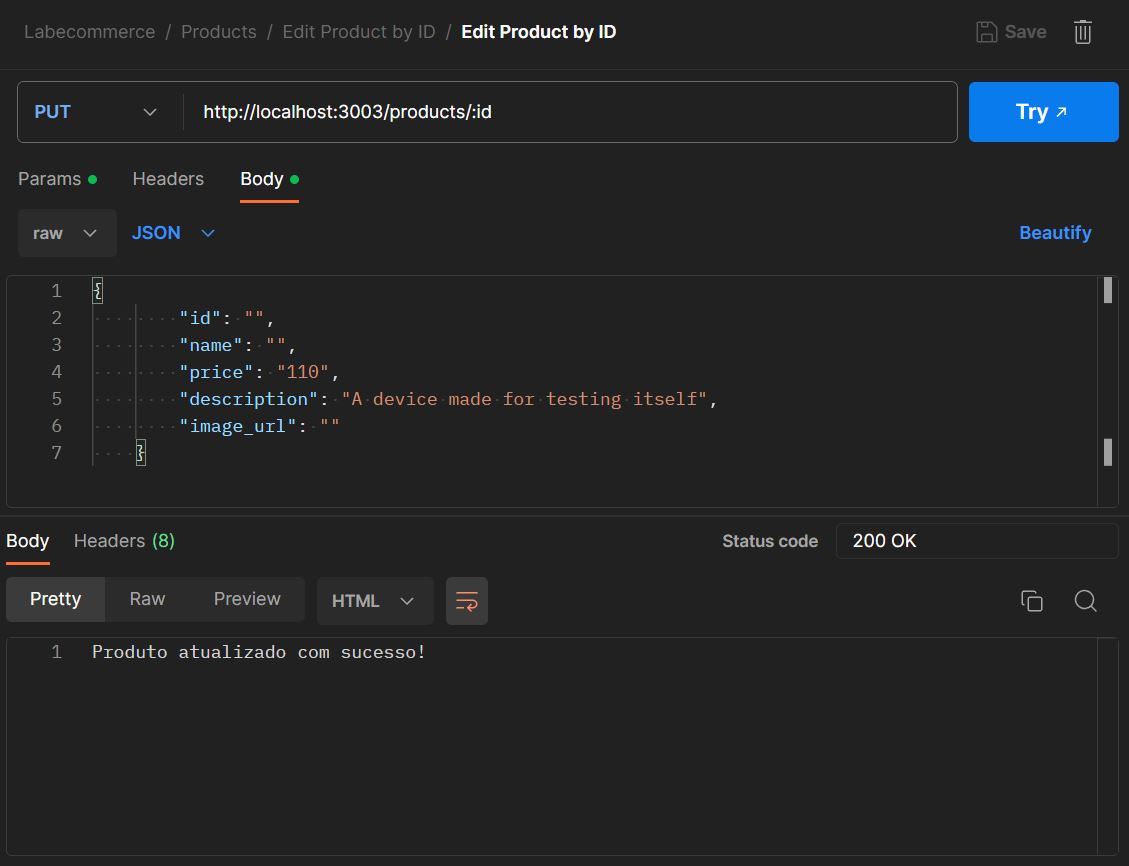 Labecommerce / Products / Edit Product by ID / Edit Product by ID
Save
PUT
http://localhost:3003/products/:id
Try
Params
Headers
Body
raw
JSON
Beautify
1 {
2 "id": "",
3 "name": "",
4 "price": "110",
5 "description": "A device made for testing itself",
6 "image_url": ""
7 }
Body
Headers (8)
Status code
200 OK
Pretty
Raw
Preview
HTML
1 Produto atualizado com sucesso!